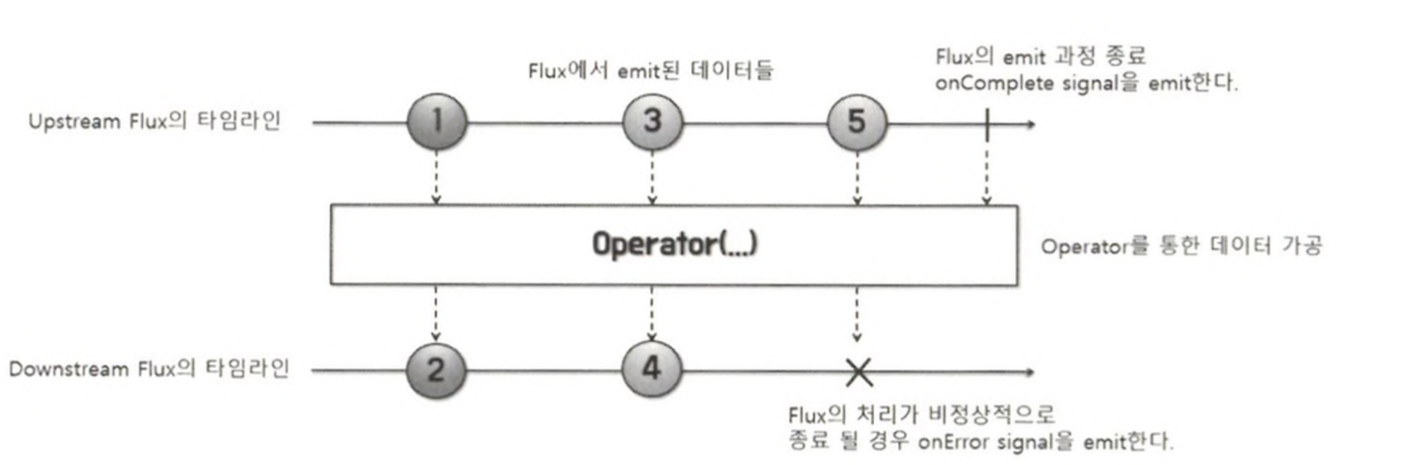 Flux에서 emit된 데이터들
Flux의 emit 과정 종료
onComplete signal을 emit한다.
Upstream Flux의 타임라인
1
3
5
Operator(...)
Operator를 통한 데이터 가공
Downstream Flux의 타임라인
2
4
Flux의 처리가 비정상적으로
종료 될 경우 onError signal을 emit한다.